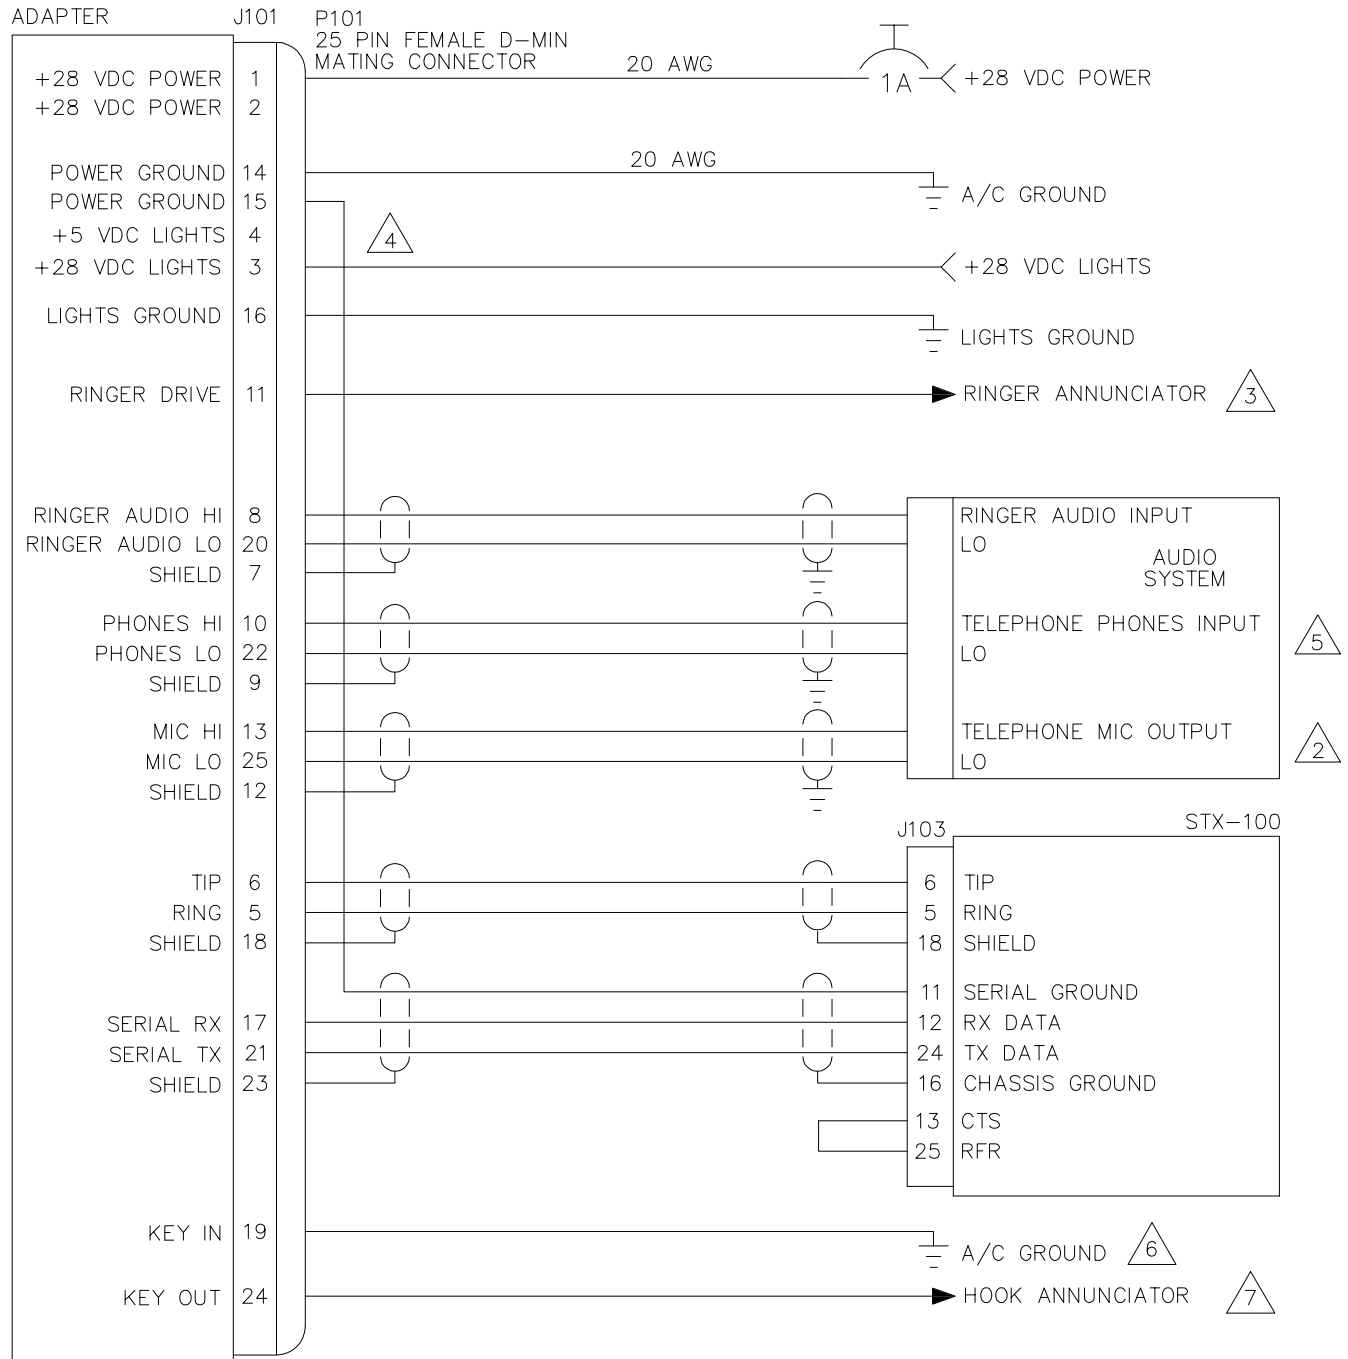 ADAPTER J101 P101
25 PIN FEMALE D-MIN
MATING CONNECTOR
+28 VDC POWER 1 20 AWG 1A +28 VDC POWER
+28 VDC POWER 2
POWER GROUND 14 20 AWG A/C GROUND
POWER GROUND 15
+5 VDC LIGHTS 4 4
+28 VDC LIGHTS 3 +28 VDC LIGHTS
LIGHTS GROUND 16 LIGHTS GROUND
RINGER DRIVE 11 RINGER ANNUNCIATOR 3
RINGER AUDIO HI 8 RINGER AUDIO INPUT
RINGER AUDIO LO 20 LO
AUDIO
SYSTEM
SHIELD 7
PHONES HI 10 TELEPHONE PHONES INPUT 5
PHONES LO 22 LO
SHIELD 9
MIC HI 13 TELEPHONE MIC OUTPUT 2
MIC LO 25 LO
SHIELD 12
J103 STX-100
TIP 6 6 TIP
RING 5 5 RING
SHIELD 18 18 SHIELD
11 SERIAL GROUND
SERIAL RX 17 12 RX DATA
SERIAL TX 21 24 TX DATA
SHIELD 23 16 CHASSIS GROUND
13 CTS
25 RFR
KEY IN 19 A/C GROUND 6
KEY OUT 24 HOOK ANNUNCIATOR 7